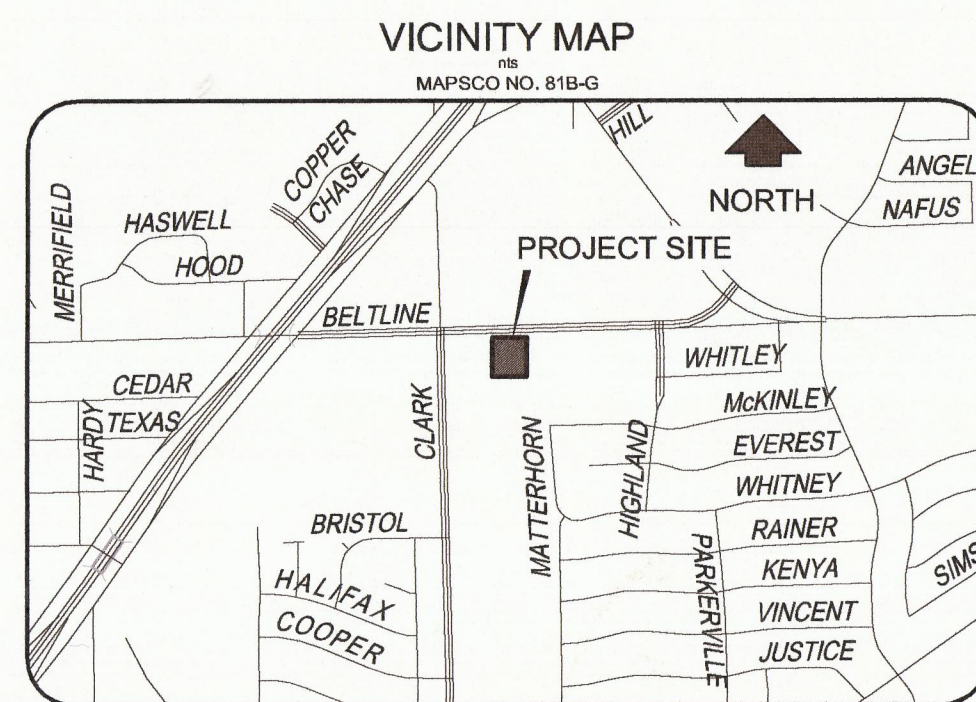 VICINITY MAP
nts
MAPSCO NO. 81B-G
HILL
COPPER
CHASE
ANGEL
MERRIFIELD
NORTH
NAFUS
HASWELL
PROJECT SITE
HOOD
BELTLINE
WHITLEY
CEDAR
McKINLEY
HARDY
TEXAS
CLARK
MATTERHORN
HIGHLAND
EVEREST
WHITNEY
BRISTOL
RAINER
PARKERVILLE
KENYA
SIMS
HALIFAX
VINCENT
COOPER
JUSTICE